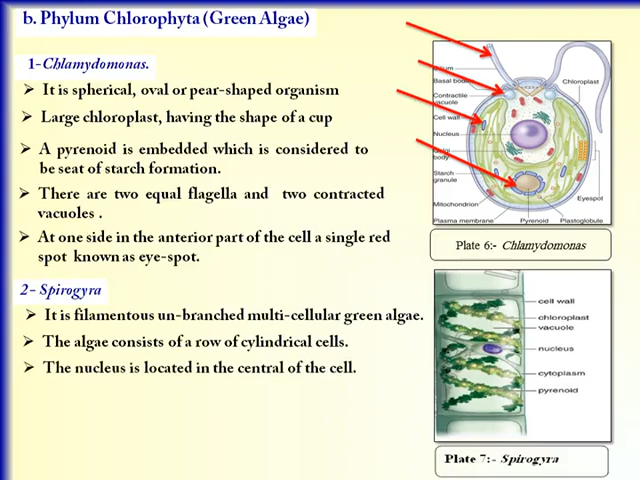 b. Phylum Chlorophyta (Green Algae)
1-Chlamydomonas.
➢ It is spherical, oval or pear-shaped organism
➢ Large chloroplast, having the shape of a cup
➢ A pyrenoid is embedded which is considered to
be seat of starch formation.
➢ There are two equal flagella and two contracted
vacuoles .
➢ At one side in the anterior part of the cell a single red
spot known as eye-spot.
2- Spirogyra
➢ It is filamentous un-branched multi-cellular green algae.
➢ The algae consists of a row of cylindrical cells.
➢ The nucleus is located in the central of the cell.
Basal bodies
Chloroplast
Contractile
vacuole
Cell wall
Nucleus
Golgi
body
Starch
granule
Eyespot
Mitochondrion
Plasma membrane
Pyrenoid
Plastoglobule
Plate 6:- Chlamydomonas
cell wall
chloroplast
vacuole
nucleus
cytoplasm
pyrenoid
Plate 7:- Spirogyra